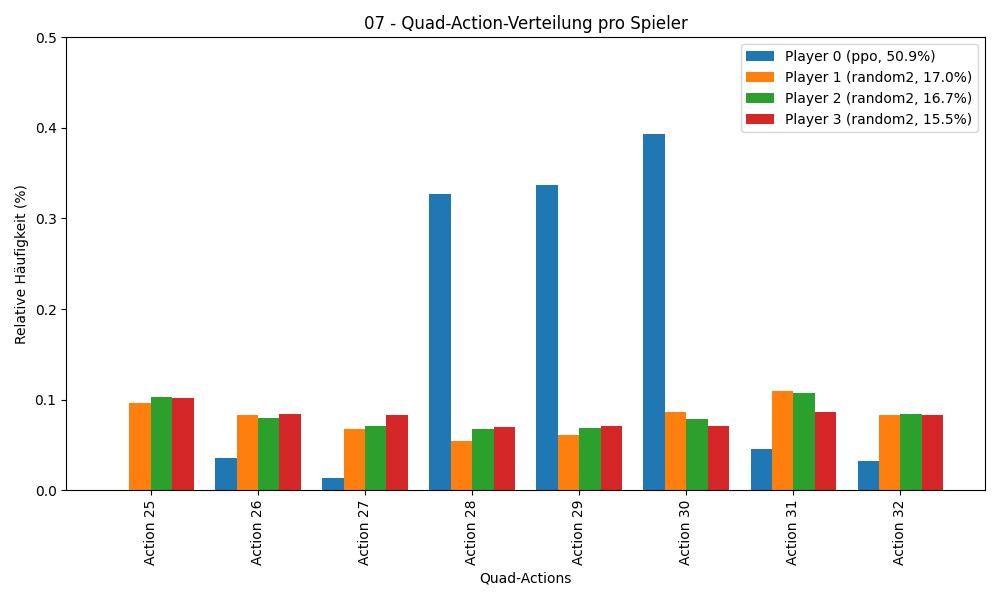 07 - Quad-Action-Verteilung pro Spieler
Player 0 (ppo, 50.9%)
Player 1 (random2, 17.0%)
Player 2 (random2, 16.7%)
Player 3 (random2, 15.5%)
Relative Häufigkeit (%)
0.5
0.4
0.3
0.2
0.1
0.0
Action 25
Action 26
Action 27
Action 28
Action 29
Action 30
Action 31
Action 32
Quad-Actions